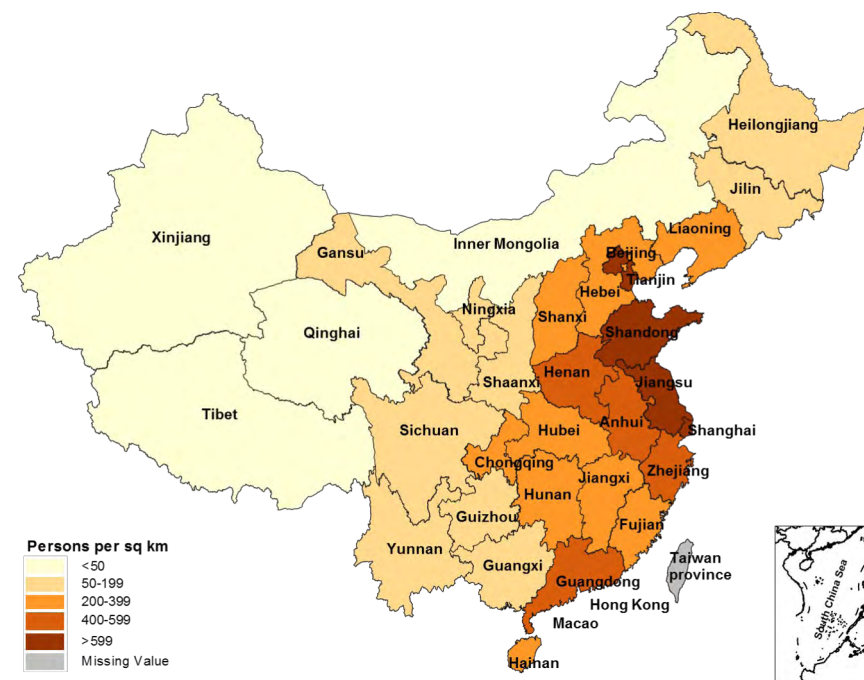 Heilongjiang
Jilin
Liaoning
Xinjiang
Gansu
Inner Mongolia
Beijing
Tianjin
Hebei
Ningxia
Shanxi
Qinghai
Shandong
Henan
Shaanxi
Jiangsu
Tibet
Sichuan
Anhui
Hubei
Shanghai
Chongqing
Zhejiang
Jiangxi
Hunan
Guizhou
Fujian
Yunnan
Guangxi
Taiwan
province
Guangdong
Hong Kong
Macao
Hainan
Persons per sq km
<50
50-199
200-399
400-599
>599
Missing Value
South China Sea